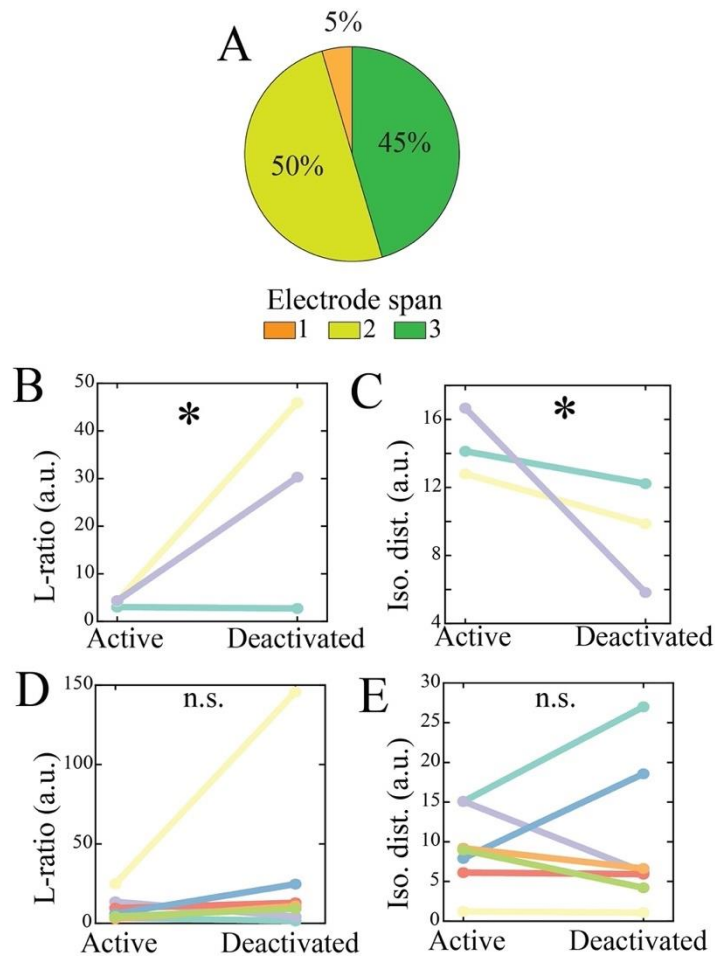 A
5%
45%
50%
Electrode span
1 2 3
B
*
L-ratio (a.u.)
50
40
30
20
10
0
Active Deactivated
C
*
Iso. dist. (a.u.)
16
12
8
4
Active Deactivated
D
n.s.
L-ratio (a.u.)
150
100
50
0
Active Deactivated
E
n.s.
Iso. dist. (a.u.)
30
25
20
15
10
5
0
Active Deactivated